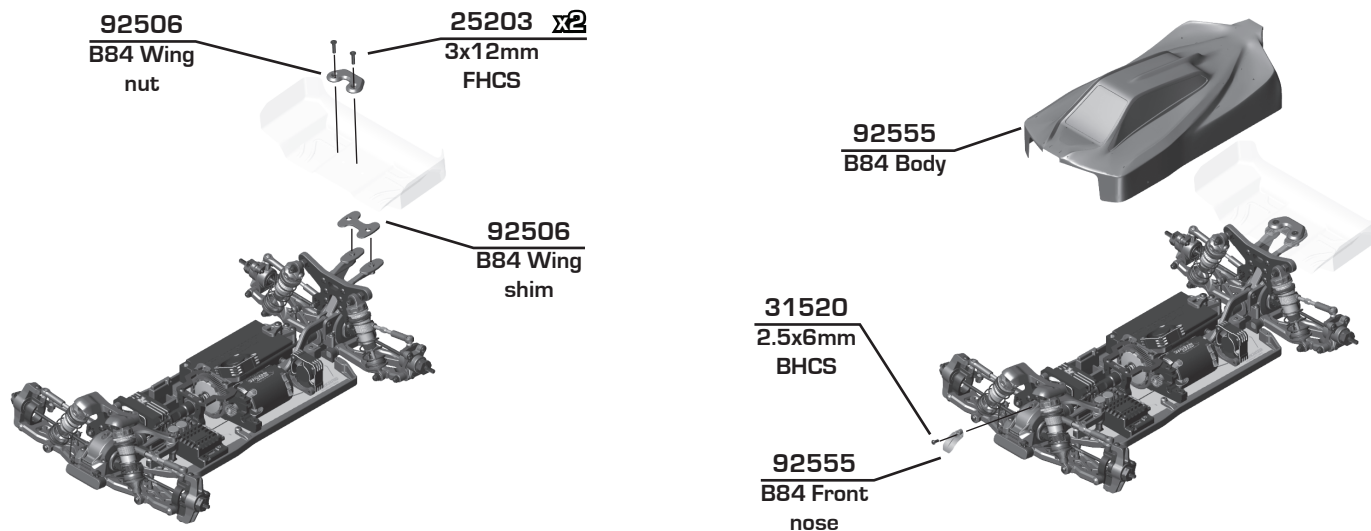 92506
B84 Wing
nut
25203 x2
3x12mm
FHCS
92506
B84 Wing
shim
92555
B84 Body
31520
2.5x6mm
BHCS
92555
B84 Front
nose